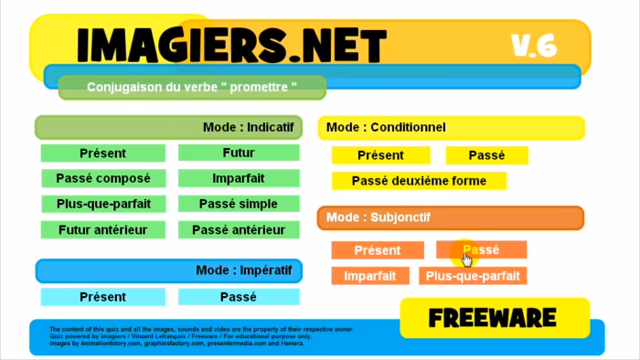 IMAGIERS.NET
V.6
Conjugaison du verbe " promettre "
Mode : Indicatif
Présent
Futur
Passé composé
Imparfait
Plus-que-parfait
Passé simple
Futur antérieur
Passé antérieur
Mode : Impératif
Présent
Passé
Mode : Conditionnel
Présent
Passé
Passé deuxiéme forme
Mode : Subjonctif
Présent
Passé
Imparfait
Plus-que-parfait
FREEWARE
The content of this quiz and all the images, sounds and video are the property of their respective owner.
Quiz powered by Imagiers / Vincent Lefrançois / Freeware / For educational purpose only.
Images by Animationfactory.com, graphicsfactory.com, presentermedia.com and Hemera.